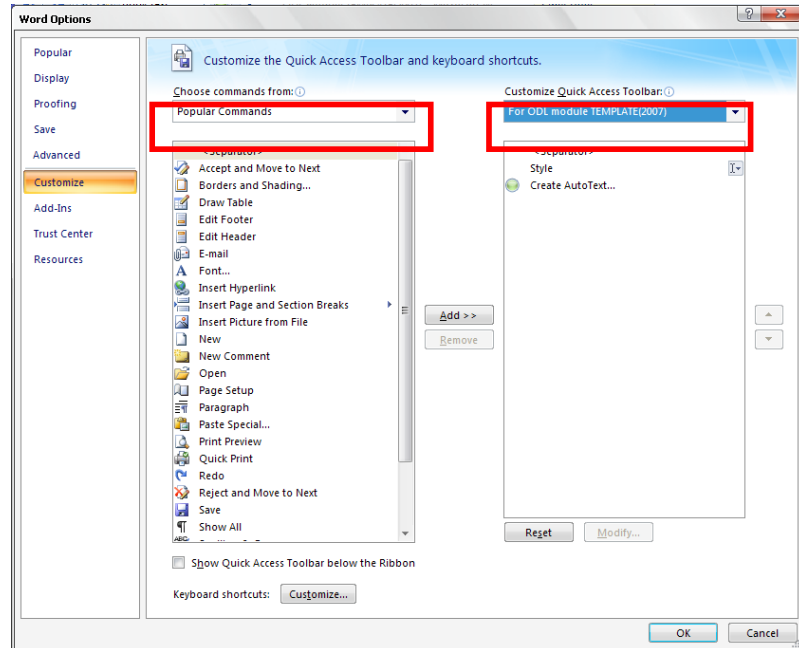 Word Options
Popular
Display
Proofing
Save
Advanced
Customize
Add-Ins
Trust Center
Resources
Customize the Quick Access Toolbar and keyboard shortcuts.
Choose commands from:
Popular Commands
<Separator>
Accept and Move to Next
Borders and Shading...
Draw Table
Edit Footer
Edit Header
E-mail
Font...
Insert Hyperlink
Insert Page and Section Breaks
Insert Picture from File
New
New Comment
Open
Page Setup
Paragraph
Paste Special...
Print Preview
Quick Print
Redo
Reject and Move to Next
Save
Show All
Show Quick Access Toolbar below the Ribbon
Keyboard shortcuts: Customize...
Add >>
Remove
Customize Quick Access Toolbar:
For ODL module TEMPLATE(2007)
<Separator>
Style
Create AutoText...
Reset Modify...
OK Cancel